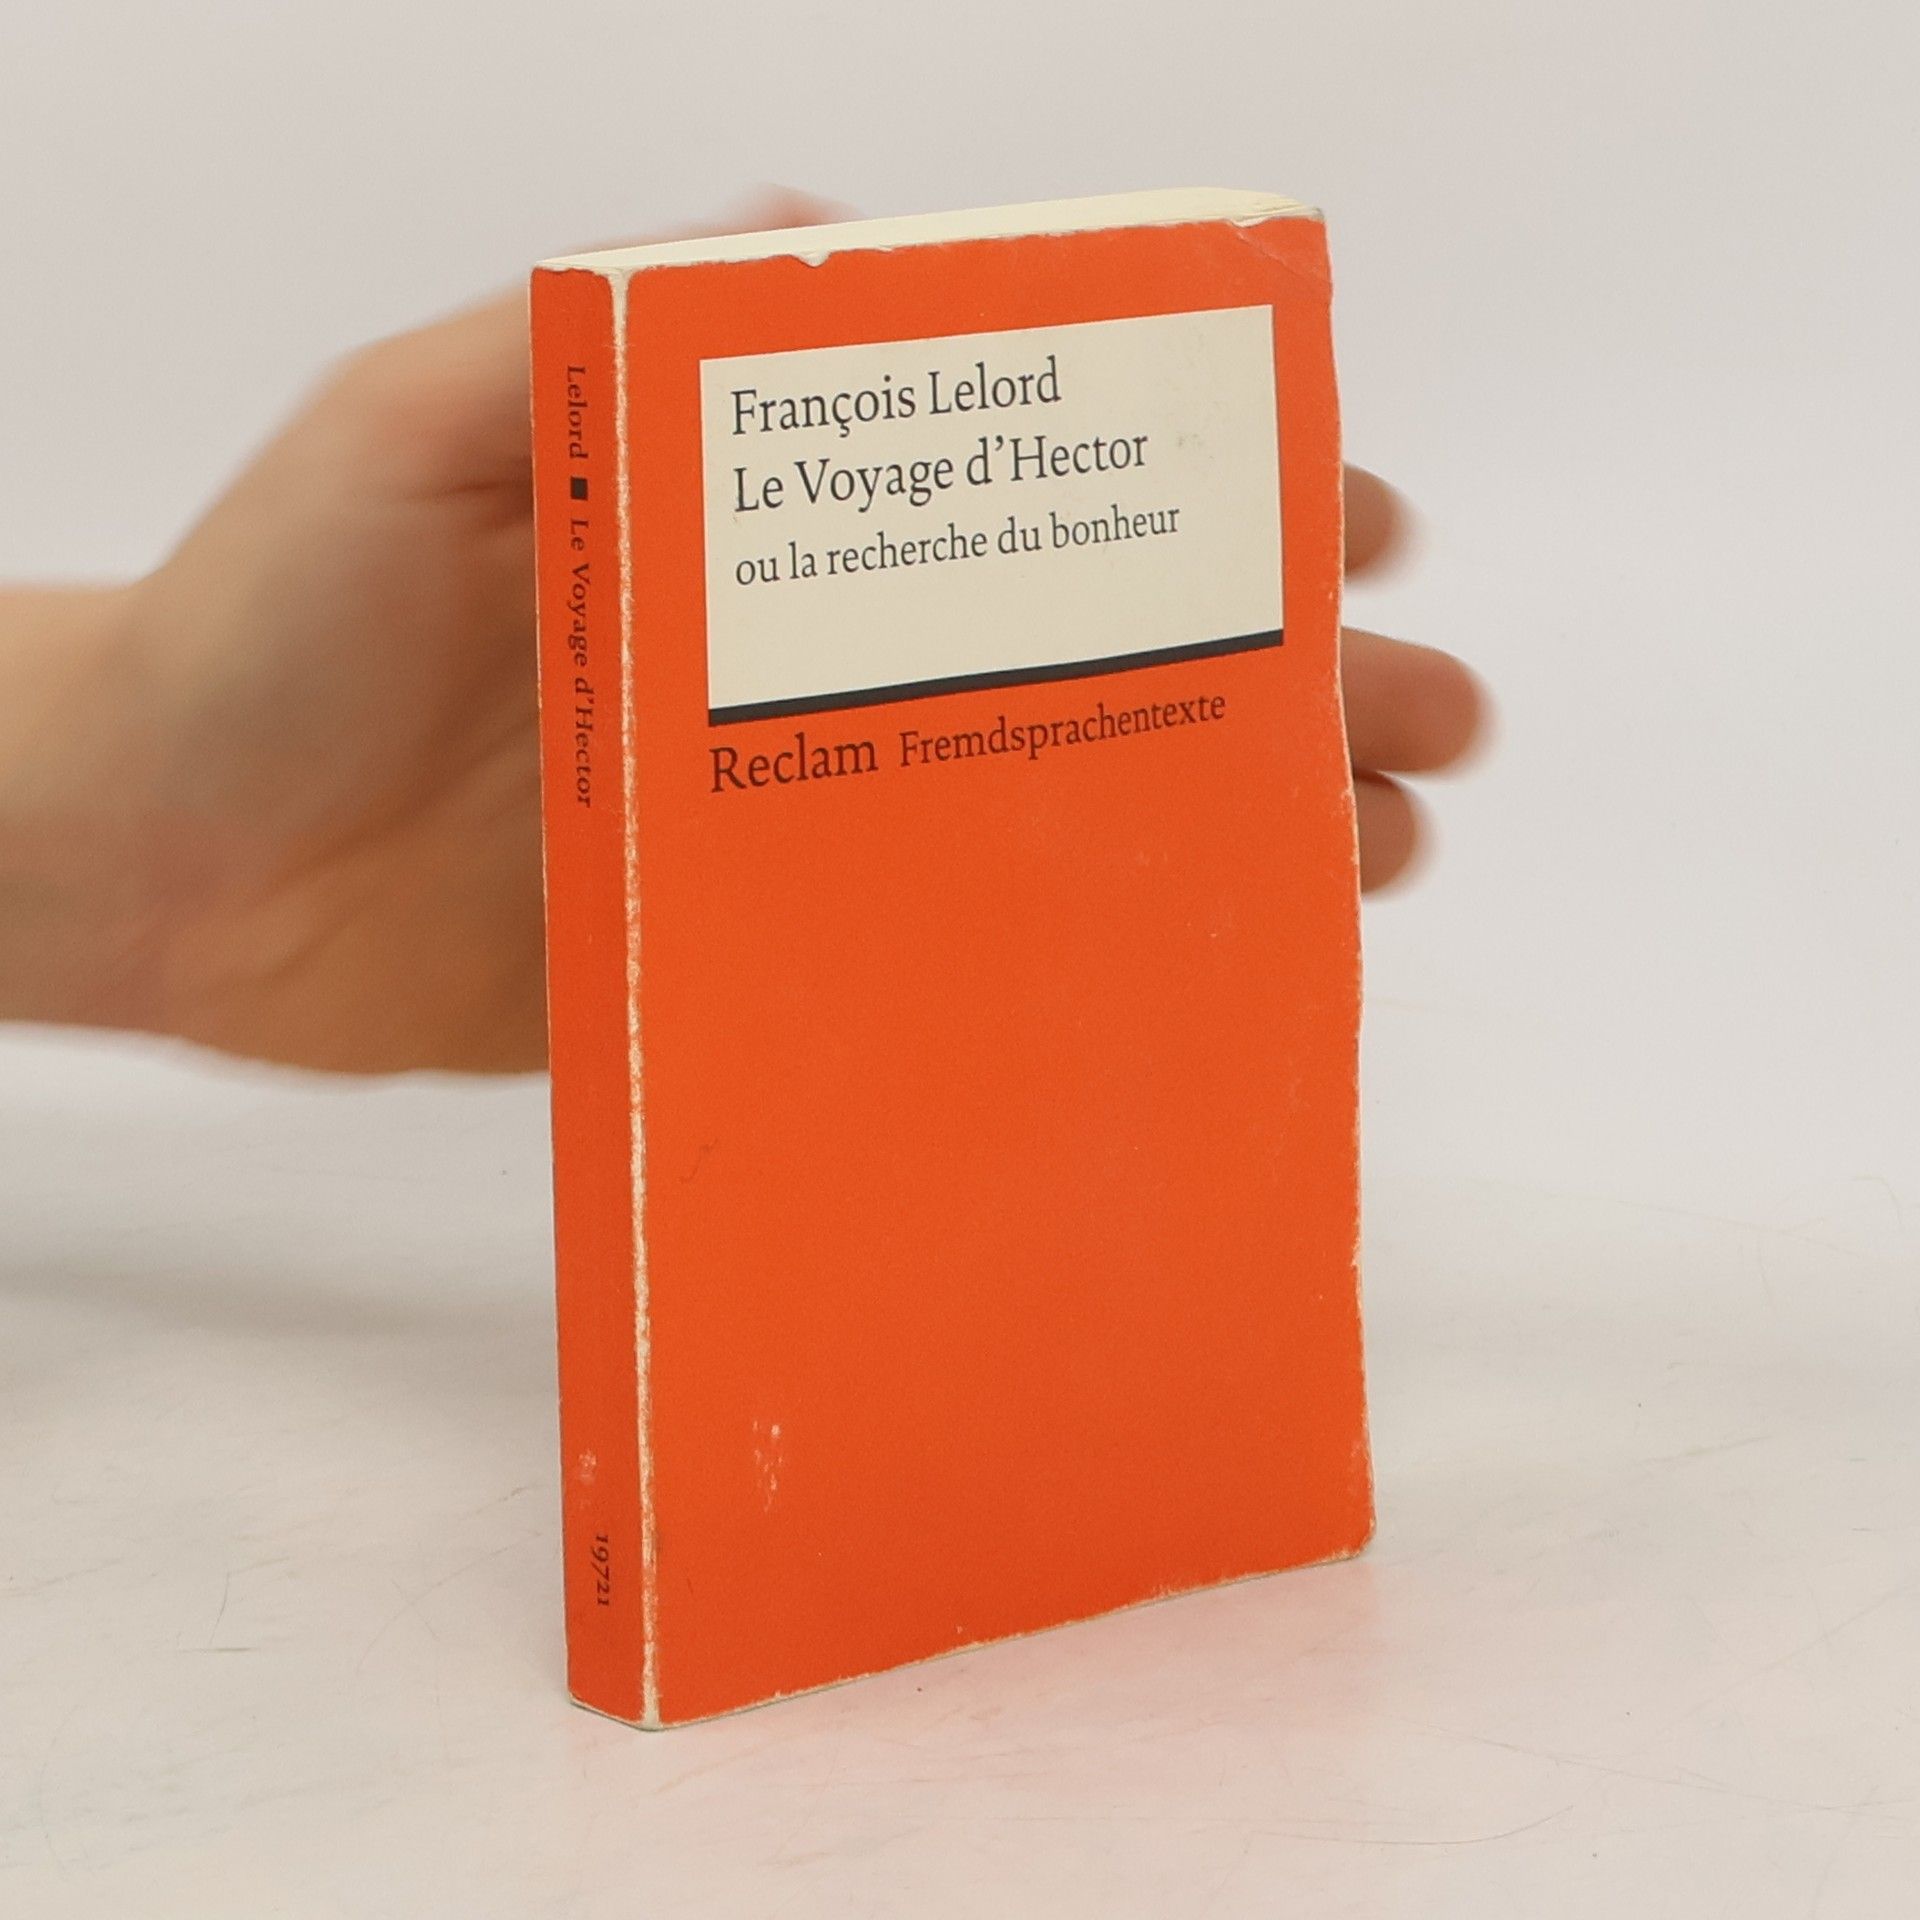 François Lelord
Le Voyage d'Hector
ou la recherche du bonheur
Reclam Fremdsprachentexte
Lelord ■ Le Voyage d'Hector
19721